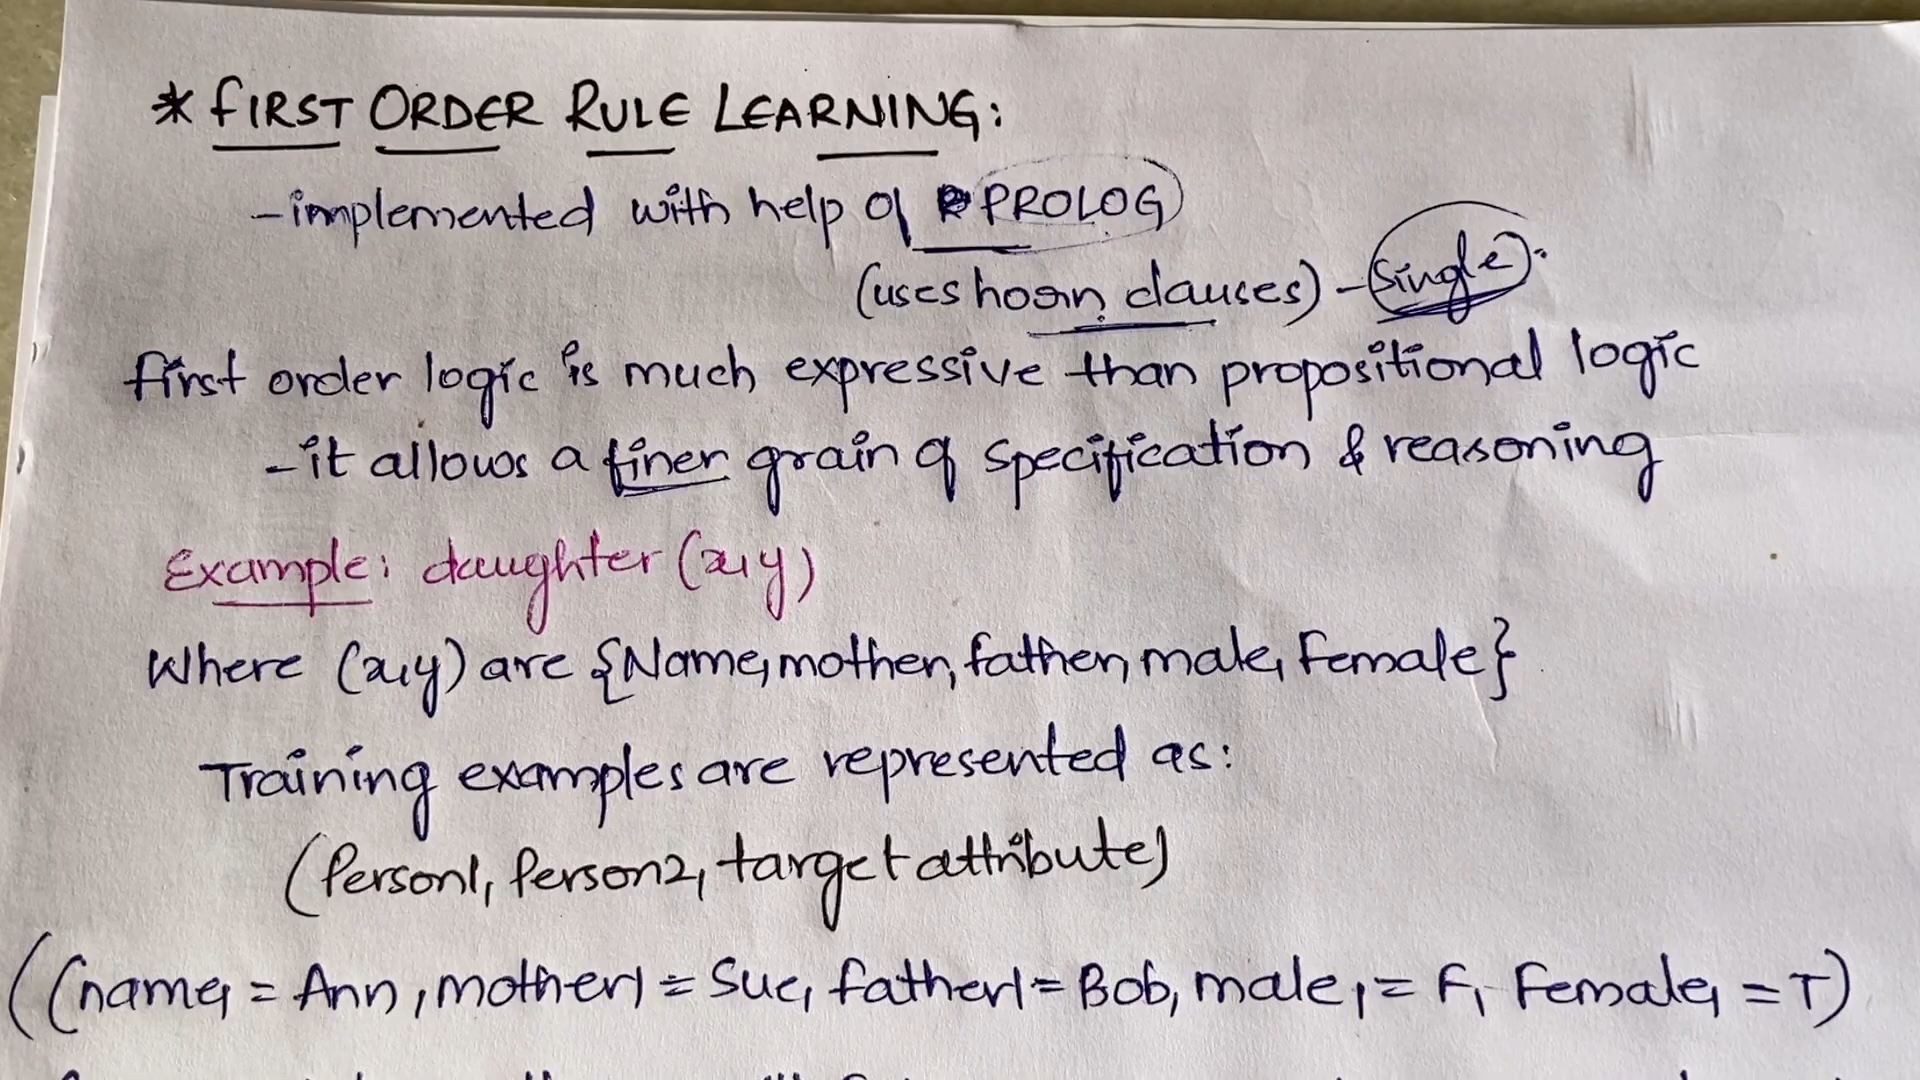 * FIRST ORDER RULE LEARNING:
- implemented with help of PROLOG
(uses horn clauses) - Single).
first order logic is much expressive than propositional logic
- it allows a finer grain of specification & reasoning
Example: daughter (x,y)
Where (x,y) are {Name, mother, father, male, Female}
Training examples are represented as:
(Person1, Person2, target attribute)
((name1 = Ann, mother1 = Sue, father1 = Bob, male1 = F, Female1 = T)